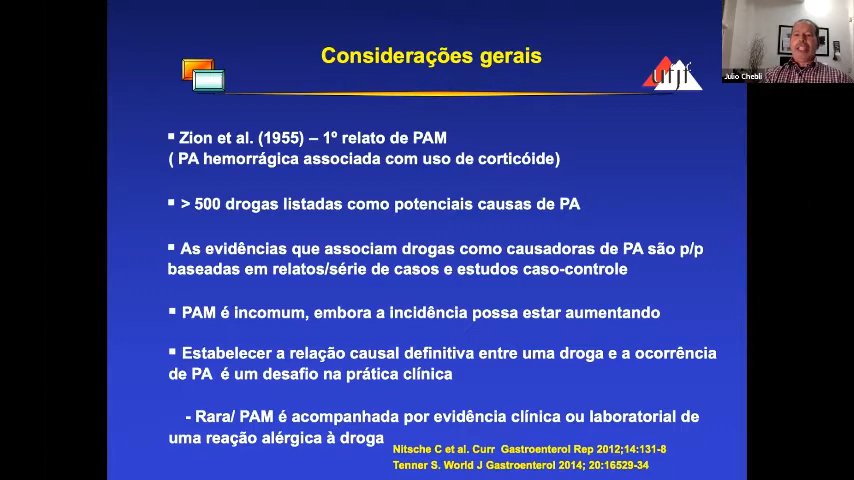 Considerações gerais
ufjf
Julio Chebli
▪ Zion et al. (1955) – 1º relato de PAM
( PA hemorrágica associada com uso de corticóide)
▪ > 500 drogas listadas como potenciais causas de PA
▪ As evidências que associam drogas como causadoras de PA são p/p
baseadas em relatos/série de casos e estudos caso-controle
▪ PAM é incomum, embora a incidência possa estar aumentando
▪ Estabelecer a relação causal definitiva entre uma droga e a ocorrência
de PA é um desafio na prática clínica
- Rara/ PAM é acompanhada por evidência clínica ou laboratorial de
uma reação alérgica à droga
Nitsche C et al. Curr Gastroenterol Rep 2012;14:131-8
Tenner S. World J Gastroenterol 2014; 20:16529-34